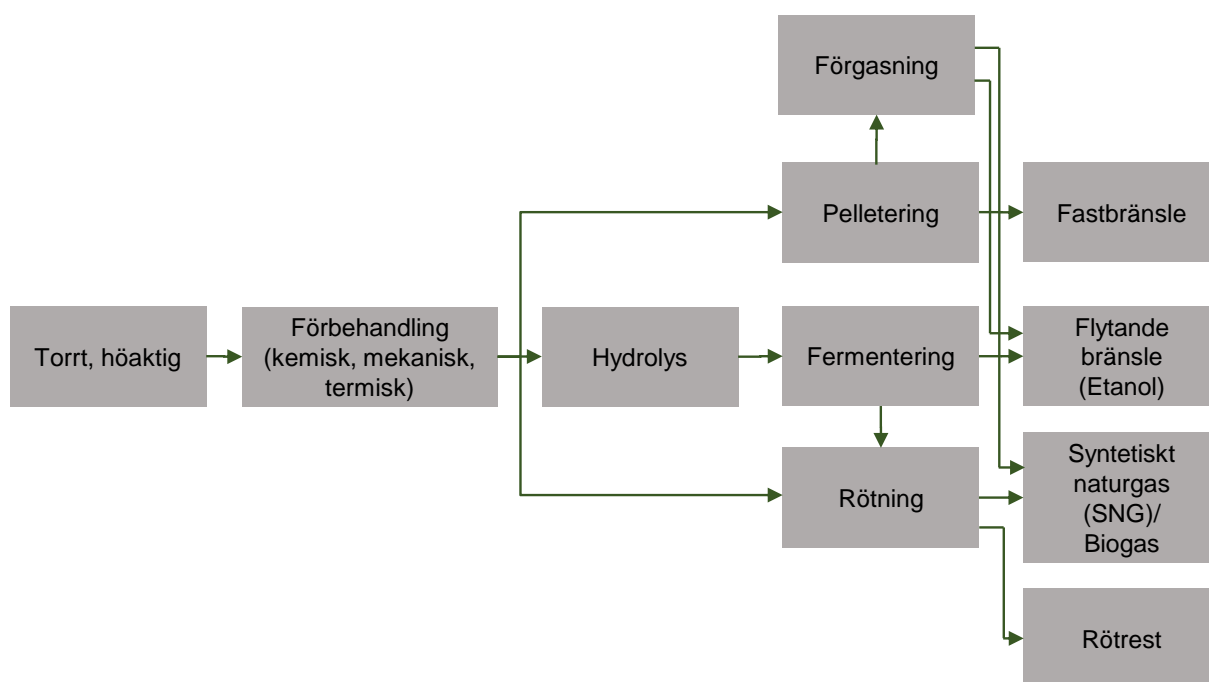 Förgasning
Pelletering
Fastbränsle
Torrt, höaktig
Förbehandling
(kemisk, mekanisk,
termisk)
Hydrolys
Fermentering
Flytande
bränsle
(Etanol)
Rötning
Syntetiskt
naturgas
(SNG)/
Biogas
Rötrest